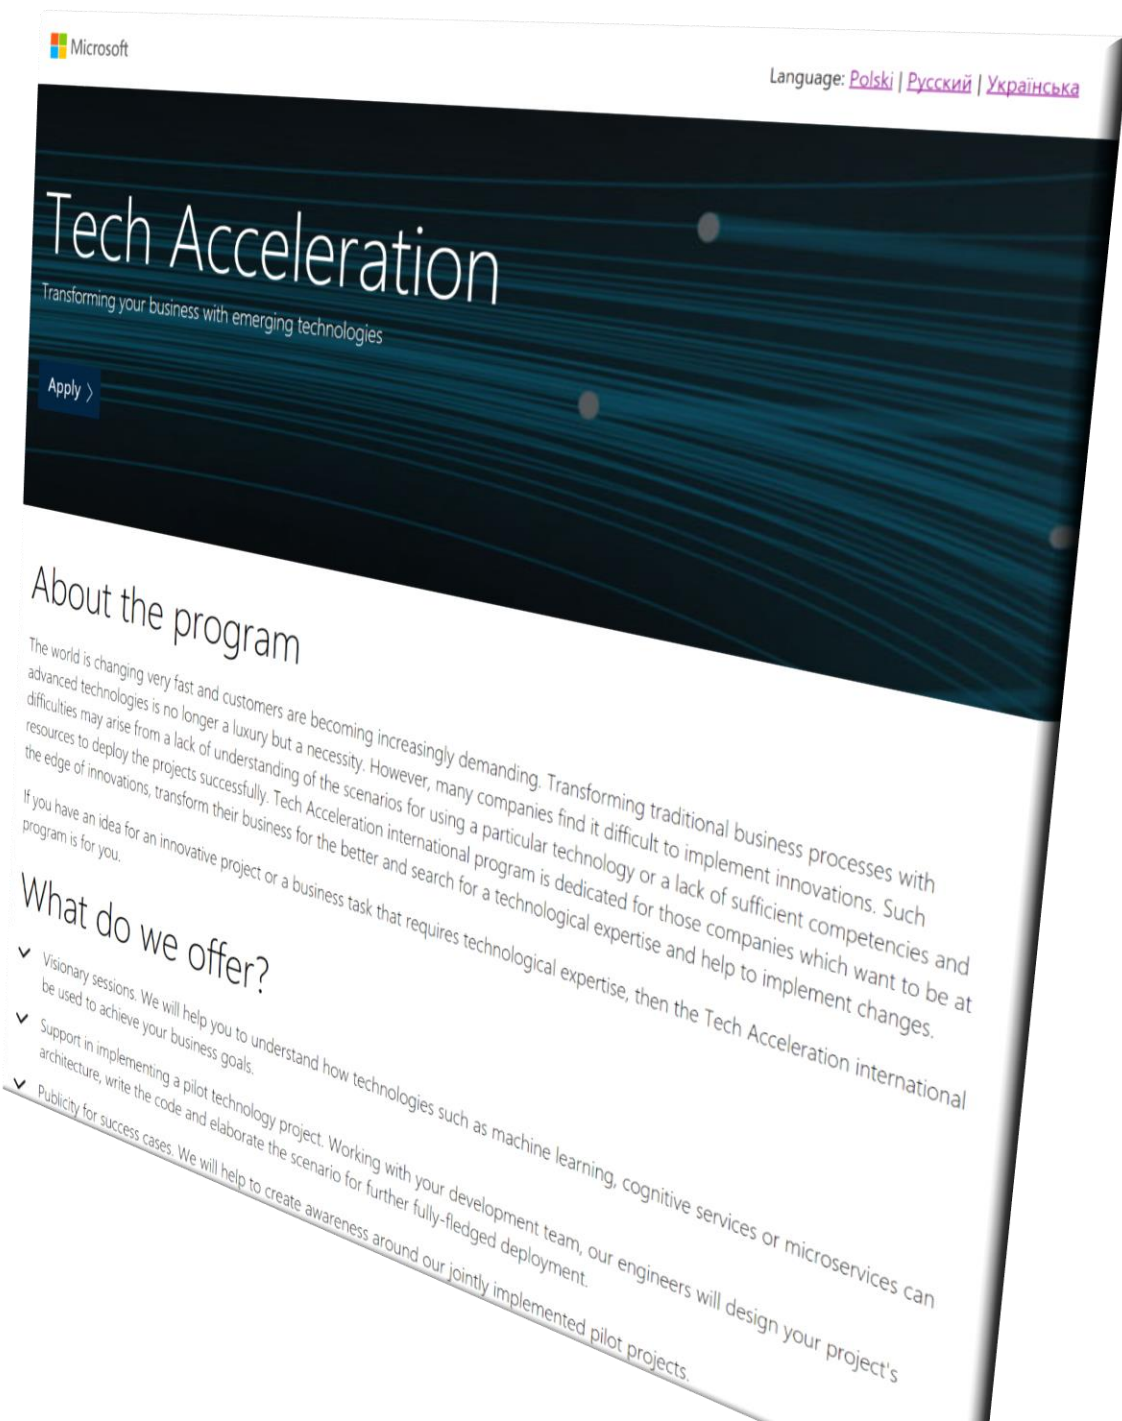 Microsoft
Language: Polski | Русский | Українська
Tech Acceleration
Transforming your business with emerging technologies
Apply >
About the program
The world is changing very fast and customers are becoming increasingly demanding. Transforming traditional business processes with
advanced technologies is no longer a luxury but a necessity. However, many companies find it difficult to implement innovations. Such
difficulties may arise from a lack of understanding of the scenarios for using a particular technology or a lack of sufficient competencies and
resources to deploy the projects successfully. Tech Acceleration international program is dedicated for those companies which want to be at
the edge of innovations, transform their business for the better and search for a technological expertise and help to implement changes.
If you have an idea for an innovative project or a business task that requires technological expertise, then the Tech Acceleration international
program is for you.
What do we offer?
Visionary sessions. We will help you to understand how technologies such as machine learning, cognitive services or microservices can
be used to achieve your business goals.
Support in implementing a pilot technology project. Working with your development team, our engineers will design your project's
architecture, write the code and elaborate the scenario for further fully-fledged deployment.
Publicity for success cases. We will help to create awareness around our jointly implemented pilot projects.